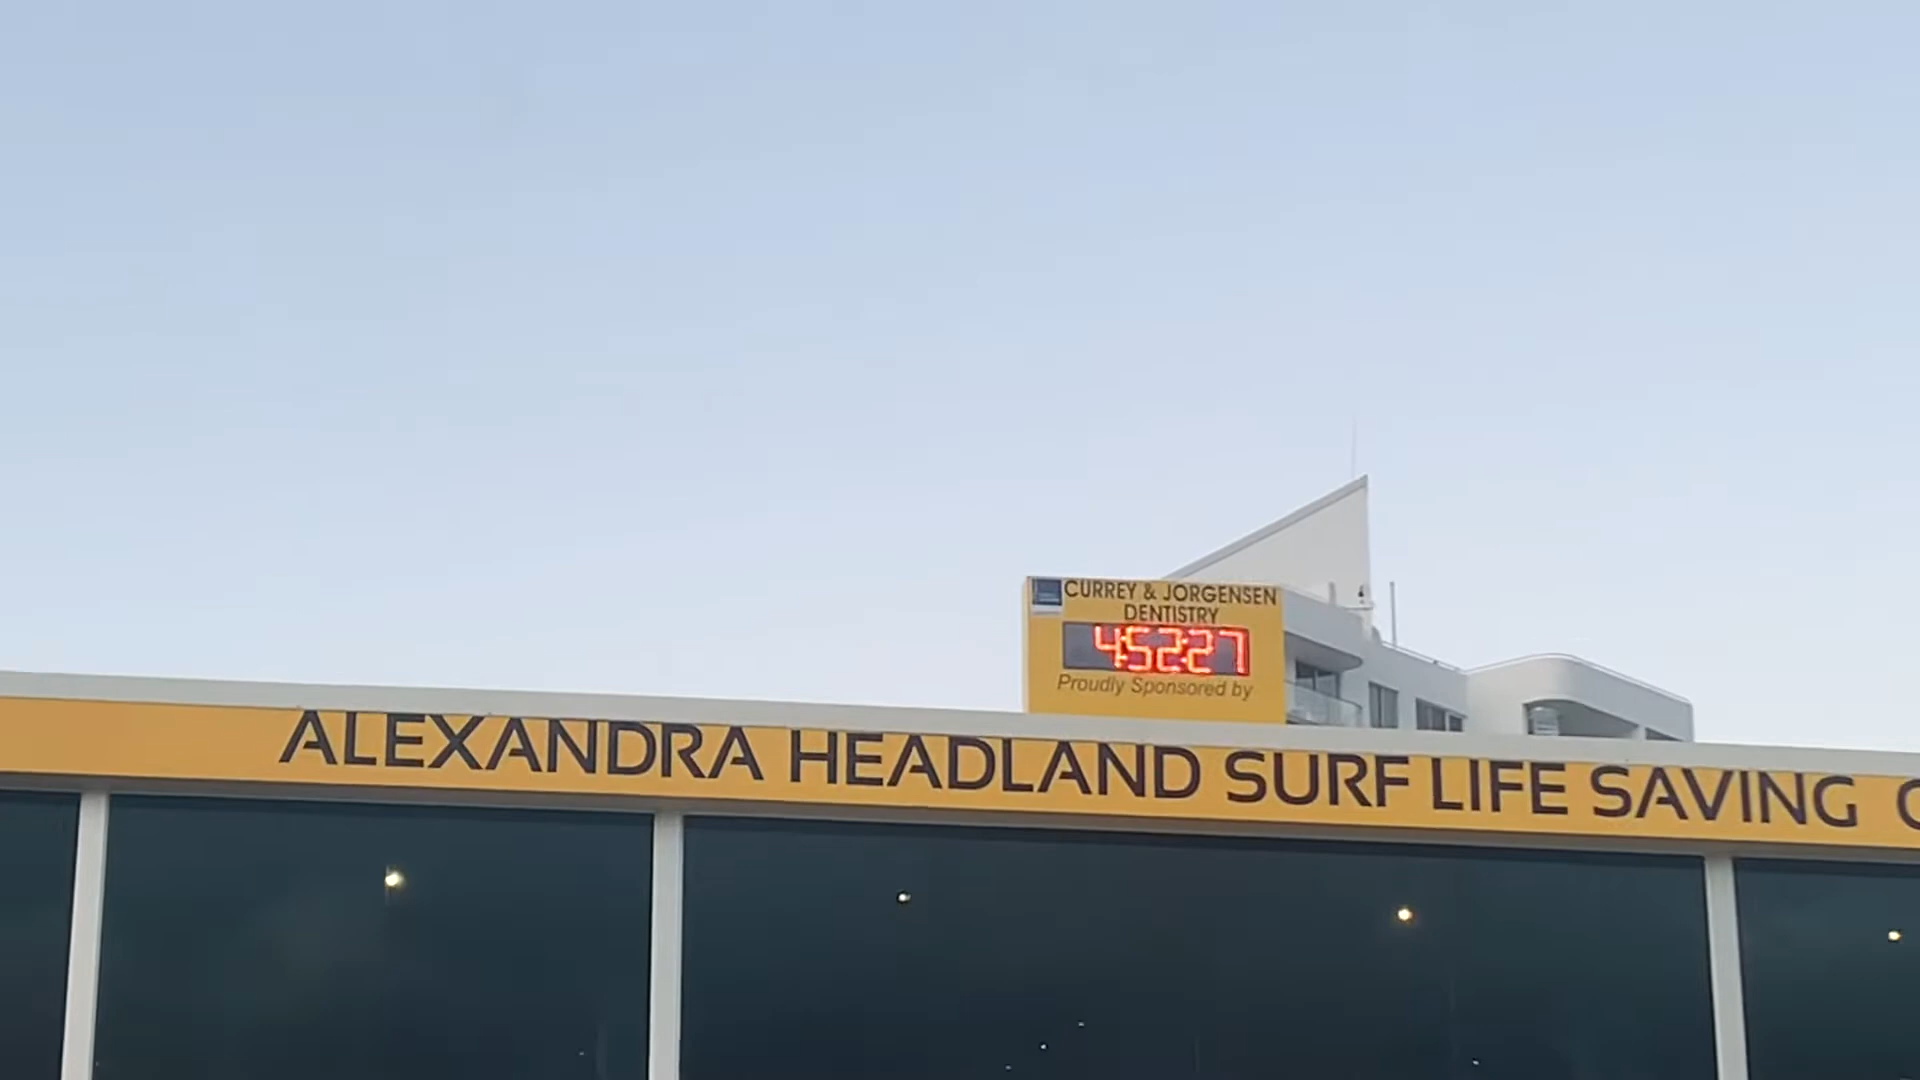 CURREY & JORGENSEN
DENTISTRY
4:52:27
Proudly Sponsored by
ALEXANDRA HEADLAND SURF LIFE SAVING